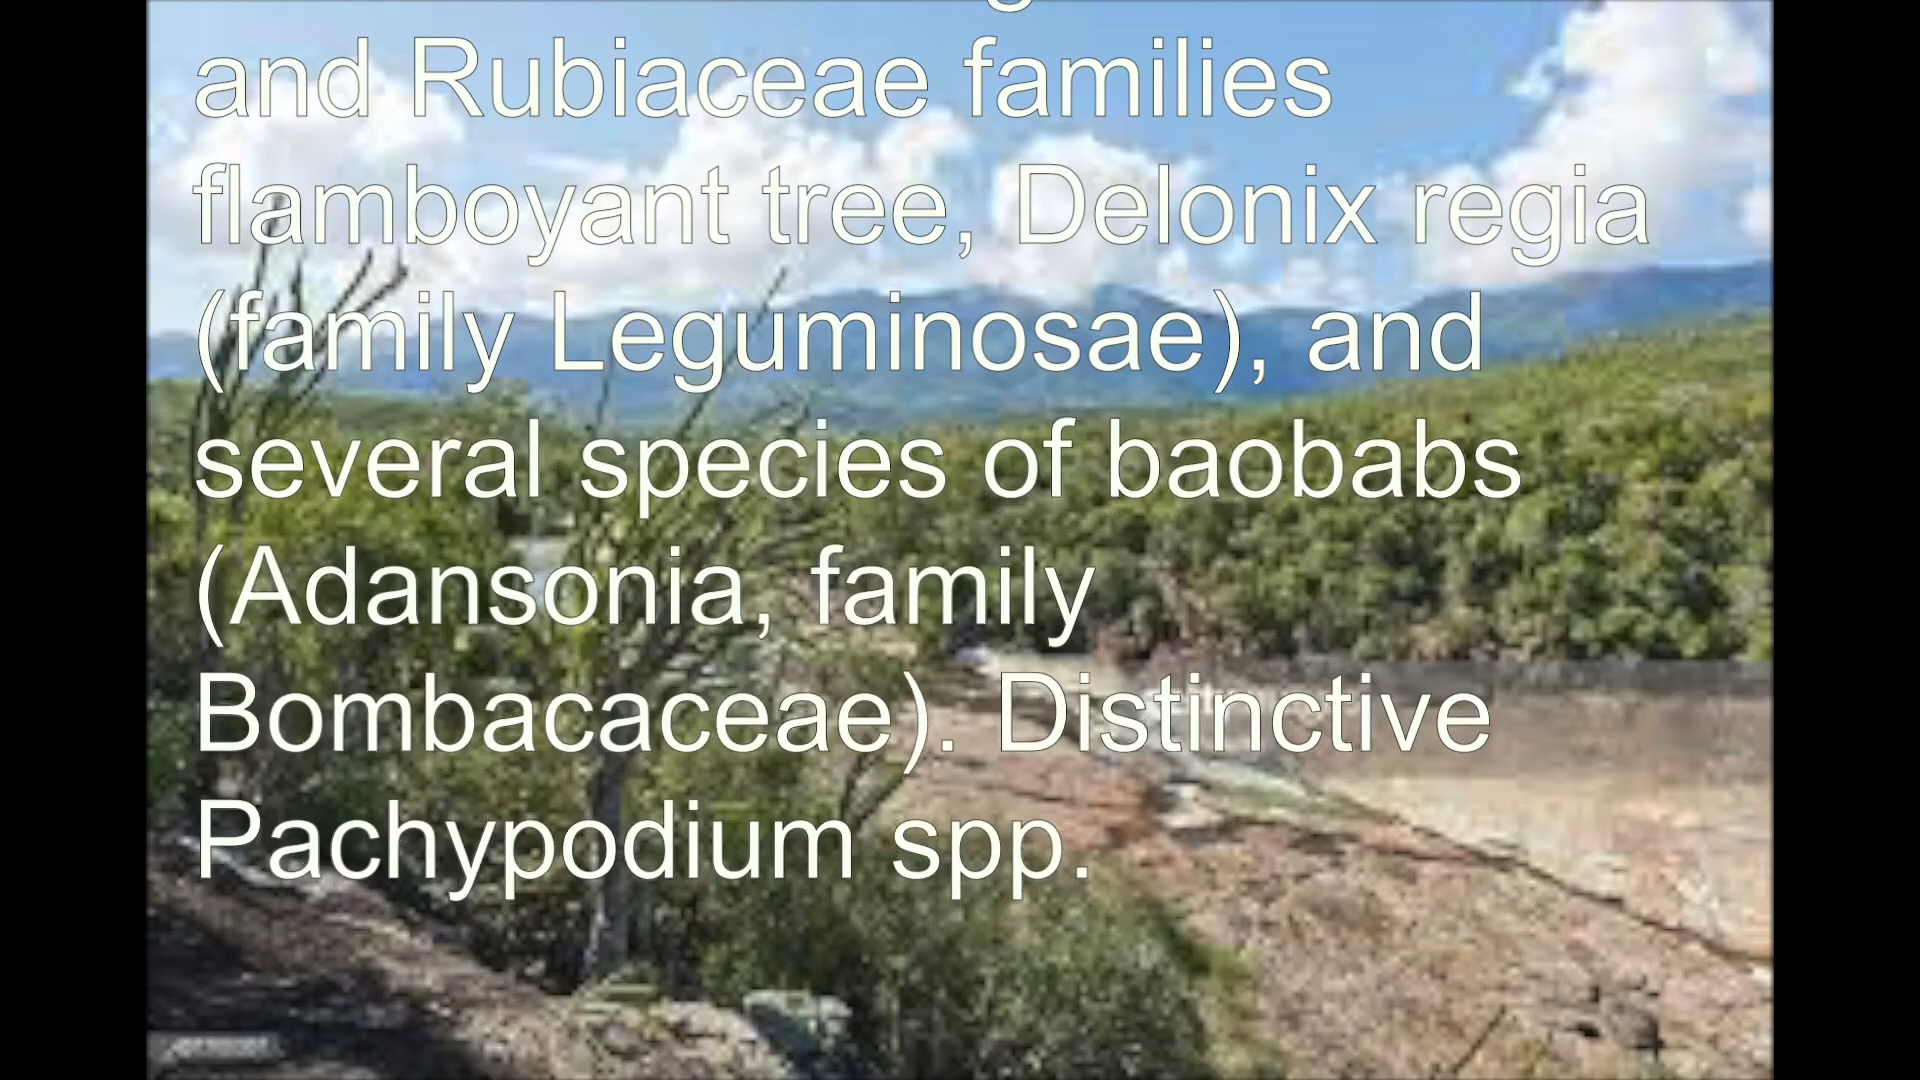 and Rubiaceae families
flamboyant tree, Delonix regia
(family Leguminosae), and
several species of baobabs
(Adansonia, family
Bombacaceae). Distinctive
Pachypodium spp.